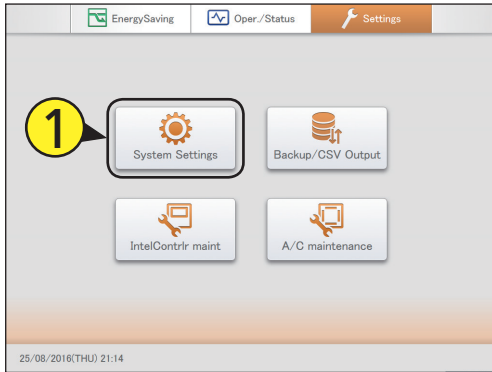 EnergySaving Oper./Status Settings
1
System Settings Backup/CSV Output
IntelContrlr maint A/C maintenance
25/08/2016(THU) 21:14